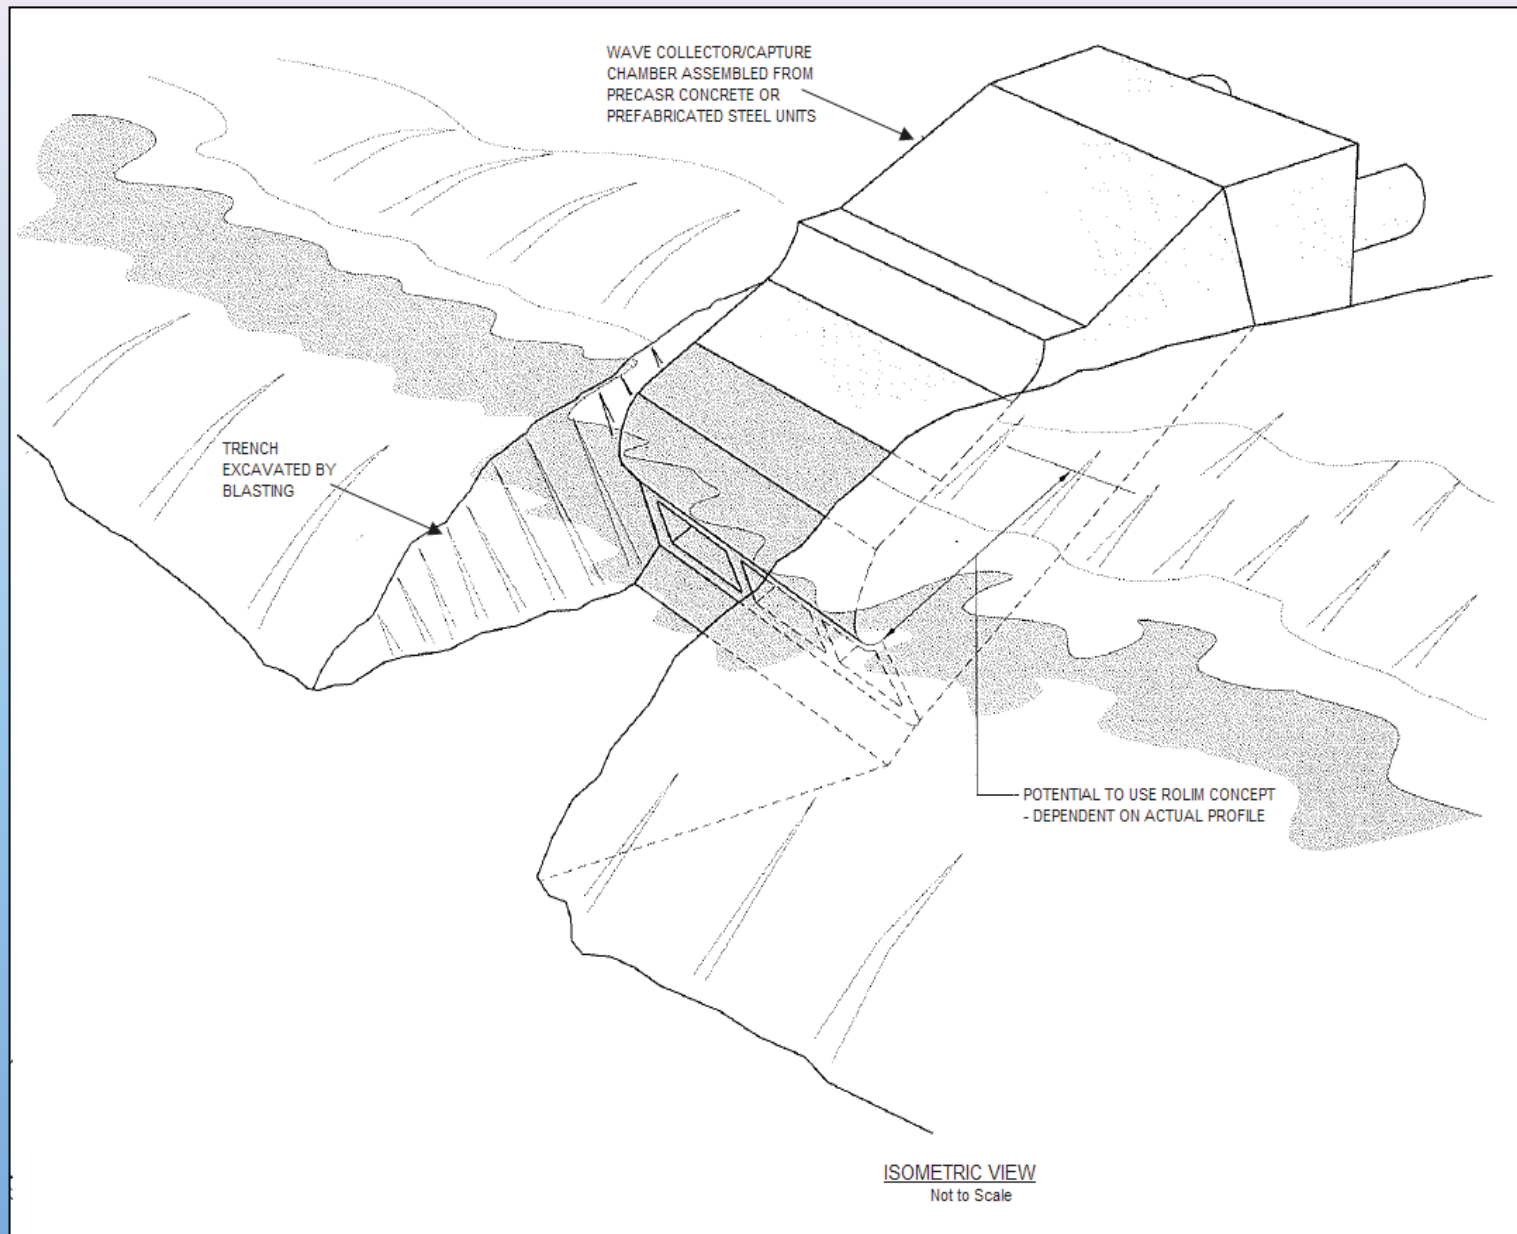 WAVE COLLECTOR/CAPTURE
CHAMBER ASSEMBLED FROM
PRECASR CONCRETE OR
PREFABRICATED STEEL UNITS
TRENCH
EXCAVATED BY
BLASTING
POTENTIAL TO USE ROLIM CONCEPT
- DEPENDENT ON ACTUAL PROFILE
ISOMETRIC VIEW
Not to Scale